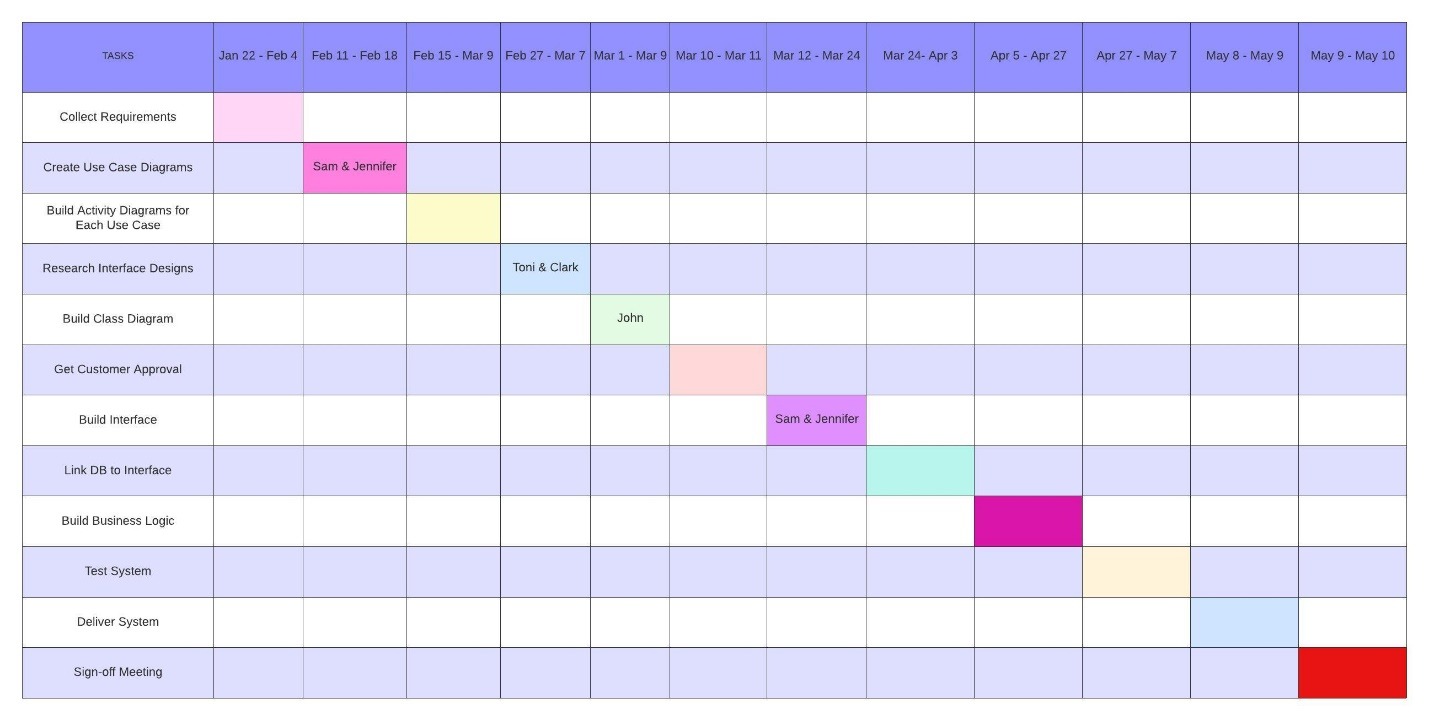 TASKS
Jan 22 - Feb 4
Feb 11 - Feb 18
Feb 15 - Mar 9
Feb 27 - Mar 7
Mar 1 - Mar 9
Mar 10 - Mar 11
Mar 12 - Mar 24
Mar 24- Apr 3
Apr 5 - Apr 27
Apr 27 - May 7
May 8 - May 9
May 9 - May 10
Collect Requirements
Create Use Case Diagrams
Sam & Jennifer
Build Activity Diagrams for
Each Use Case
Research Interface Designs
Toni & Clark
Build Class Diagram
John
Get Customer Approval
Build Interface
Sam & Jennifer
Link DB to Interface
Build Business Logic
Test System
Deliver System
Sign-off Meeting